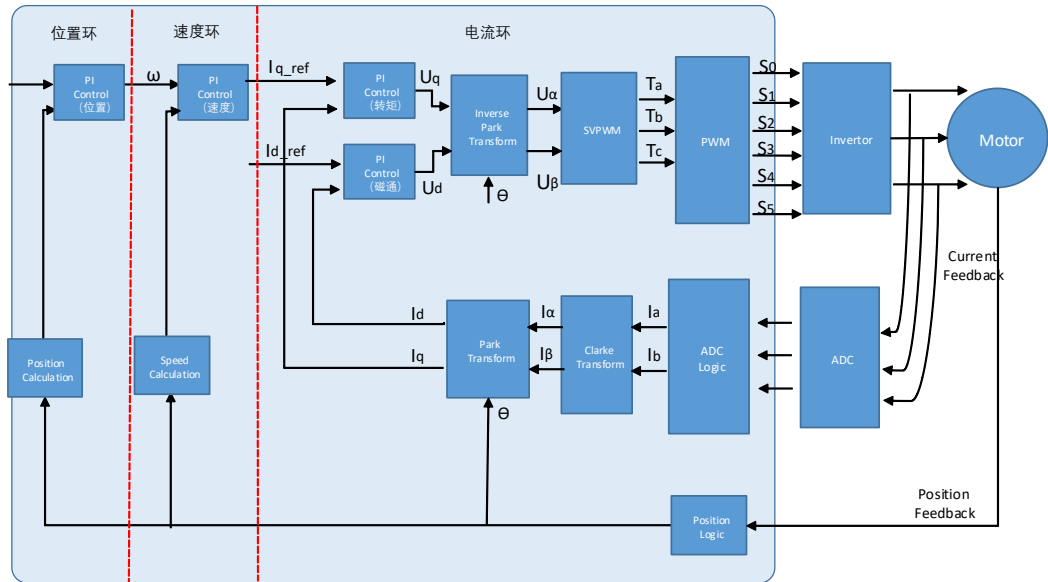 位置环
速度环
电流环
PI
Control
（位置）
ω
PI
Control
（速度）
Iq_ref
Id_ref
PI
Control
（转矩）
Uq
PI
Control
（磁通）
Ud
Inverse
Park
Transform
Θ
Uα
Uβ
SVPWM
Ta
Tb
Tc
PWM
S0
S1
S2
S3
S4
S5
Invertor
Motor
Current
Feedback
Position
Calculation
Speed
Calculation
Id
Iq
Park
Transform
Θ
Iα
Iβ
Clarke
Transform
Ia
Ib
ADC
Logic
ADC
Position
Logic
Position
Feedback